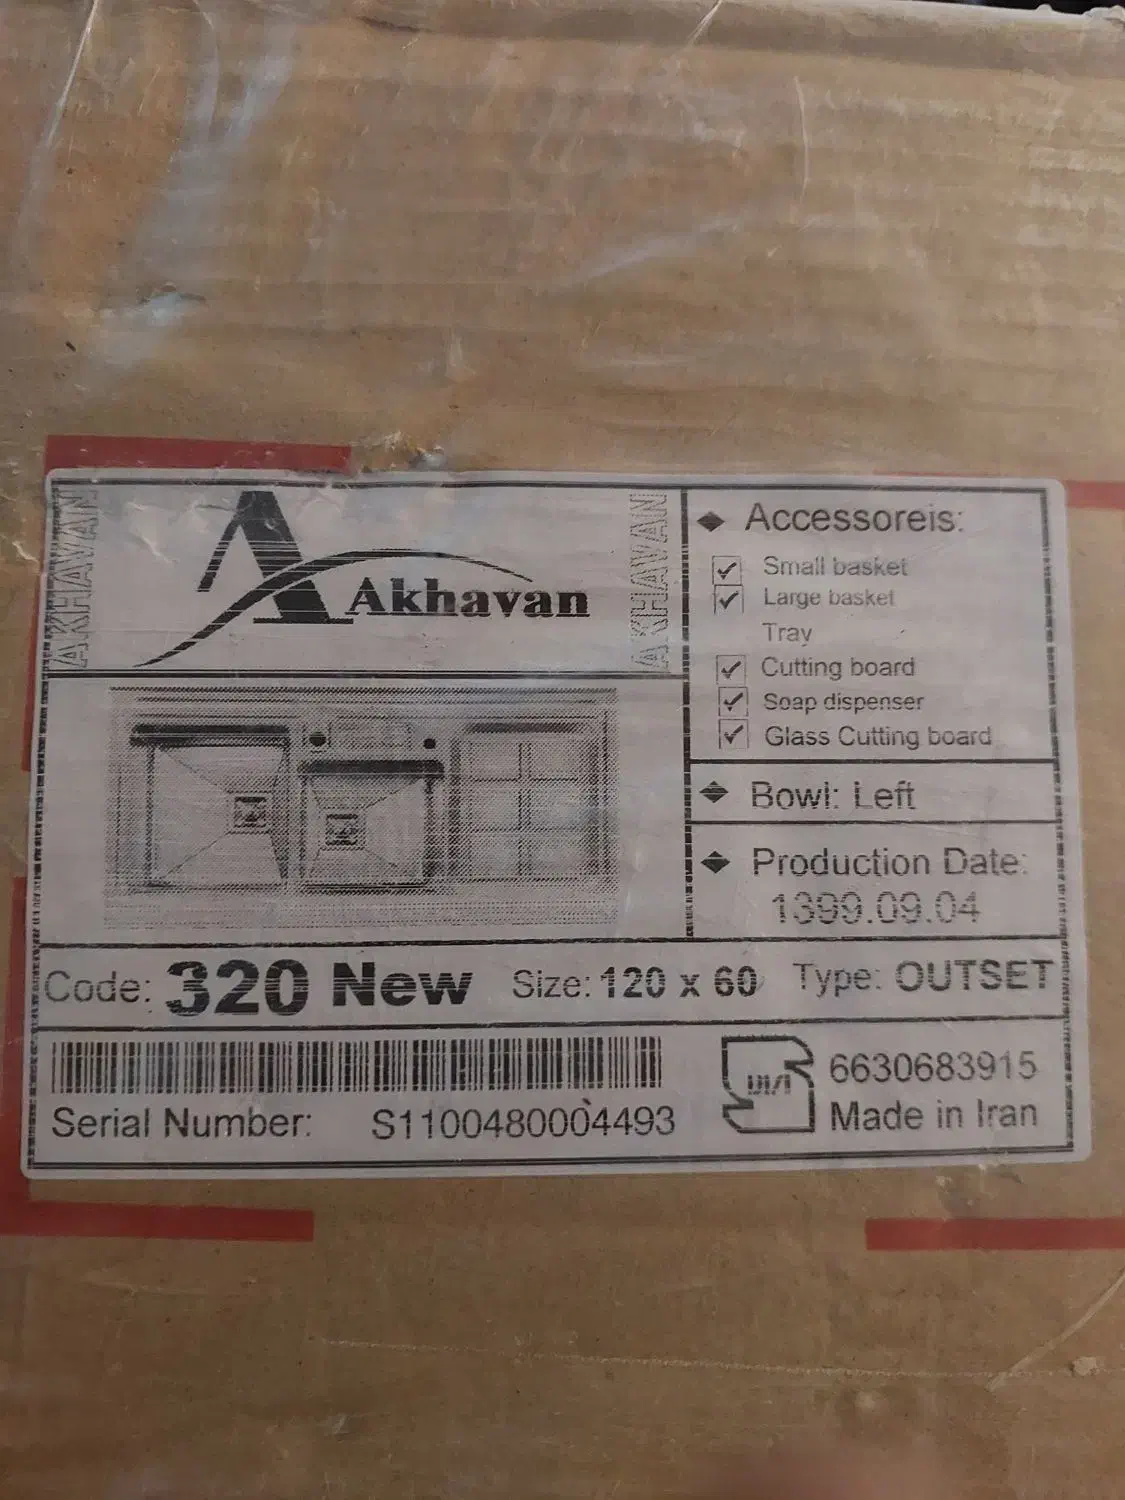 AKHAVAN
Akhavan
AKHAVAN
Accessoreis:
Small basket
Large basket
Tray
Cutting board
Soap dispenser
Glass Cutting board
Bowl: Left
Production Date:
1399.09.04
Code: 320 New Size: 120 x 60 Type: OUTSET
6630683915
Serial Number: S1100480004493
Made in Iran